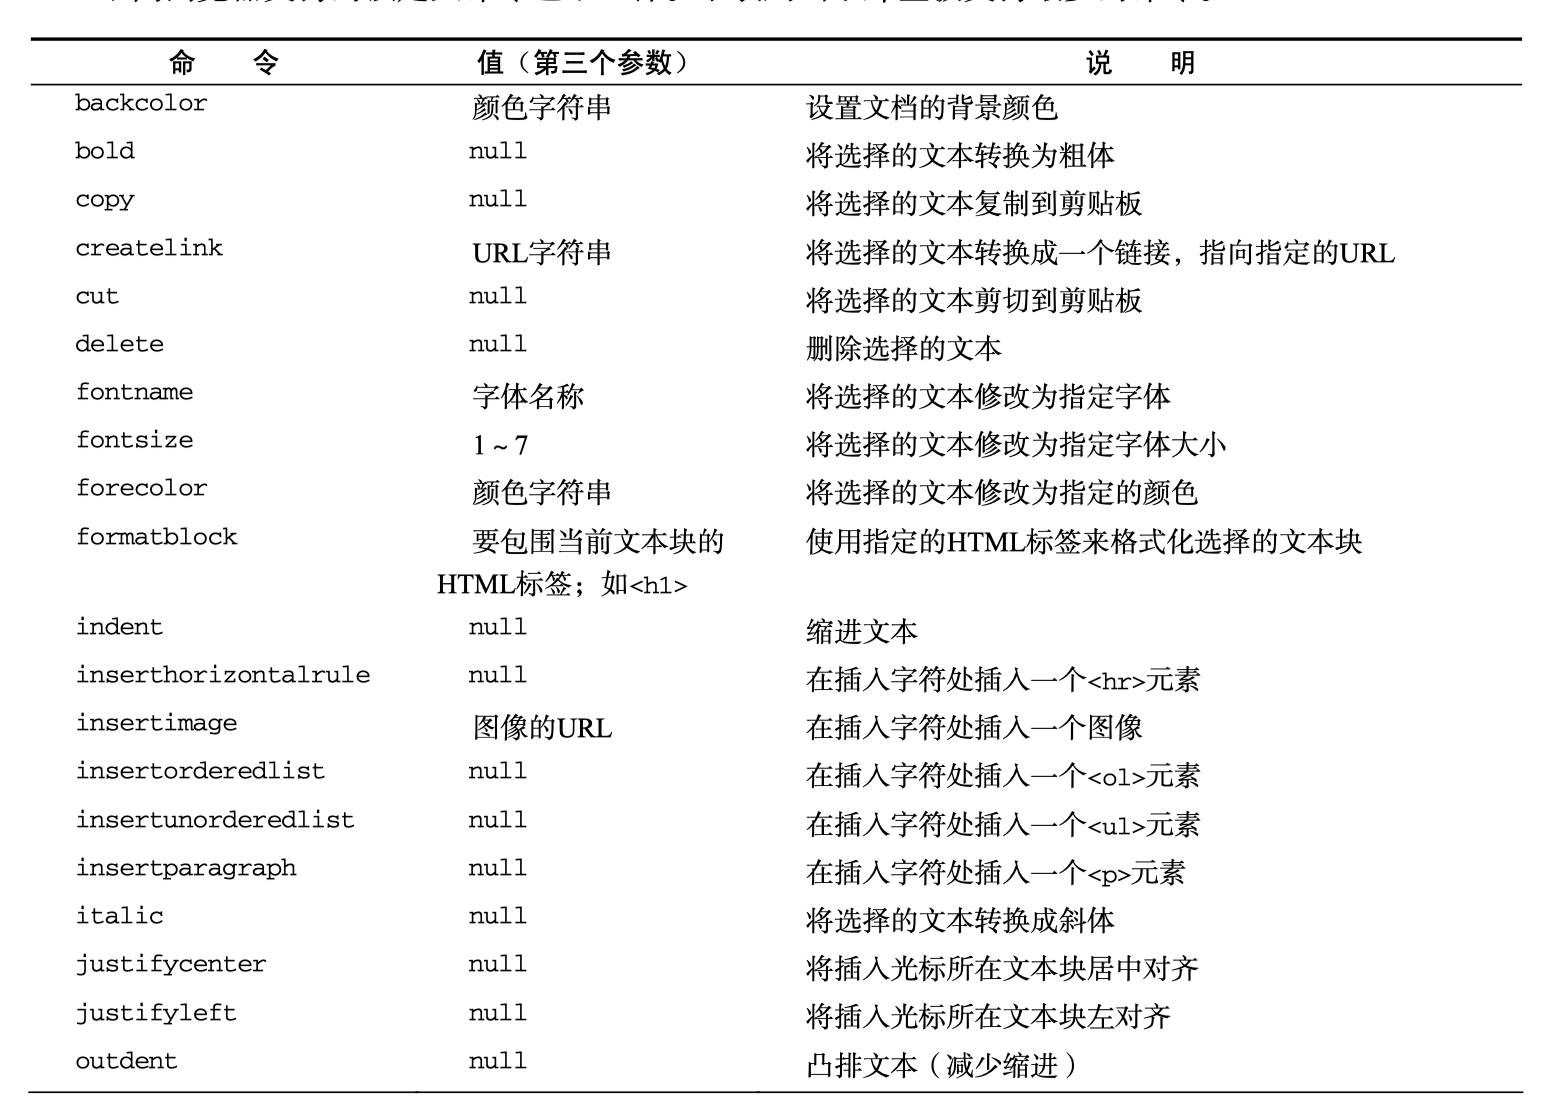 命 令 值（第三个参数） 说 明
backcolor 颜色字符串 设置文档的背景颜色
bold null 将选择的文本转换为粗体
copy null 将选择的文本复制到剪贴板
createlink URL字符串 将选择的文本转换成一个链接，指向指定的URL
cut null 将选择的文本剪切到剪贴板
delete null 删除选择的文本
fontname 字体名称 将选择的文本修改为指定字体
fontsize 1～7 将选择的文本修改为指定字体大小
forecolor 颜色字符串 将选择的文本修改为指定的颜色
formatblock 要包围当前文本块的 使用指定的HTML标签来格式化选择的文本块
HTML标签；如<h1>
indent null 缩进文本
inserthorizontalrule null 在插入字符处插入一个<hr>元素
insertimage 图像的URL 在插入字符处插入一个图像
insertorderedlist null 在插入字符处插入一个<ol>元素
insertunorderedlist null 在插入字符处插入一个<ul>元素
insertparagraph null 在插入字符处插入一个<p>元素
italic null 将选择的文本转换成斜体
justifycenter null 将插入光标所在文本块居中对齐
justifyleft null 将插入光标所在文本块左对齐
outdent null 凸排文本（减少缩进）